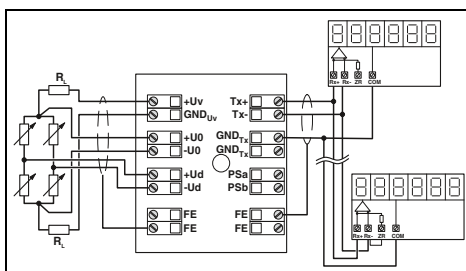 RL
+Uv
GNDUv
+U0
-U0
+Ud
-Ud
FE
FE
RL
Tx+
Tx-
GNDTx
GNDTx
PSa
PSb
FE
FE
Rx+ Rx- ZR COM
Rx+ Rx- ZR COM